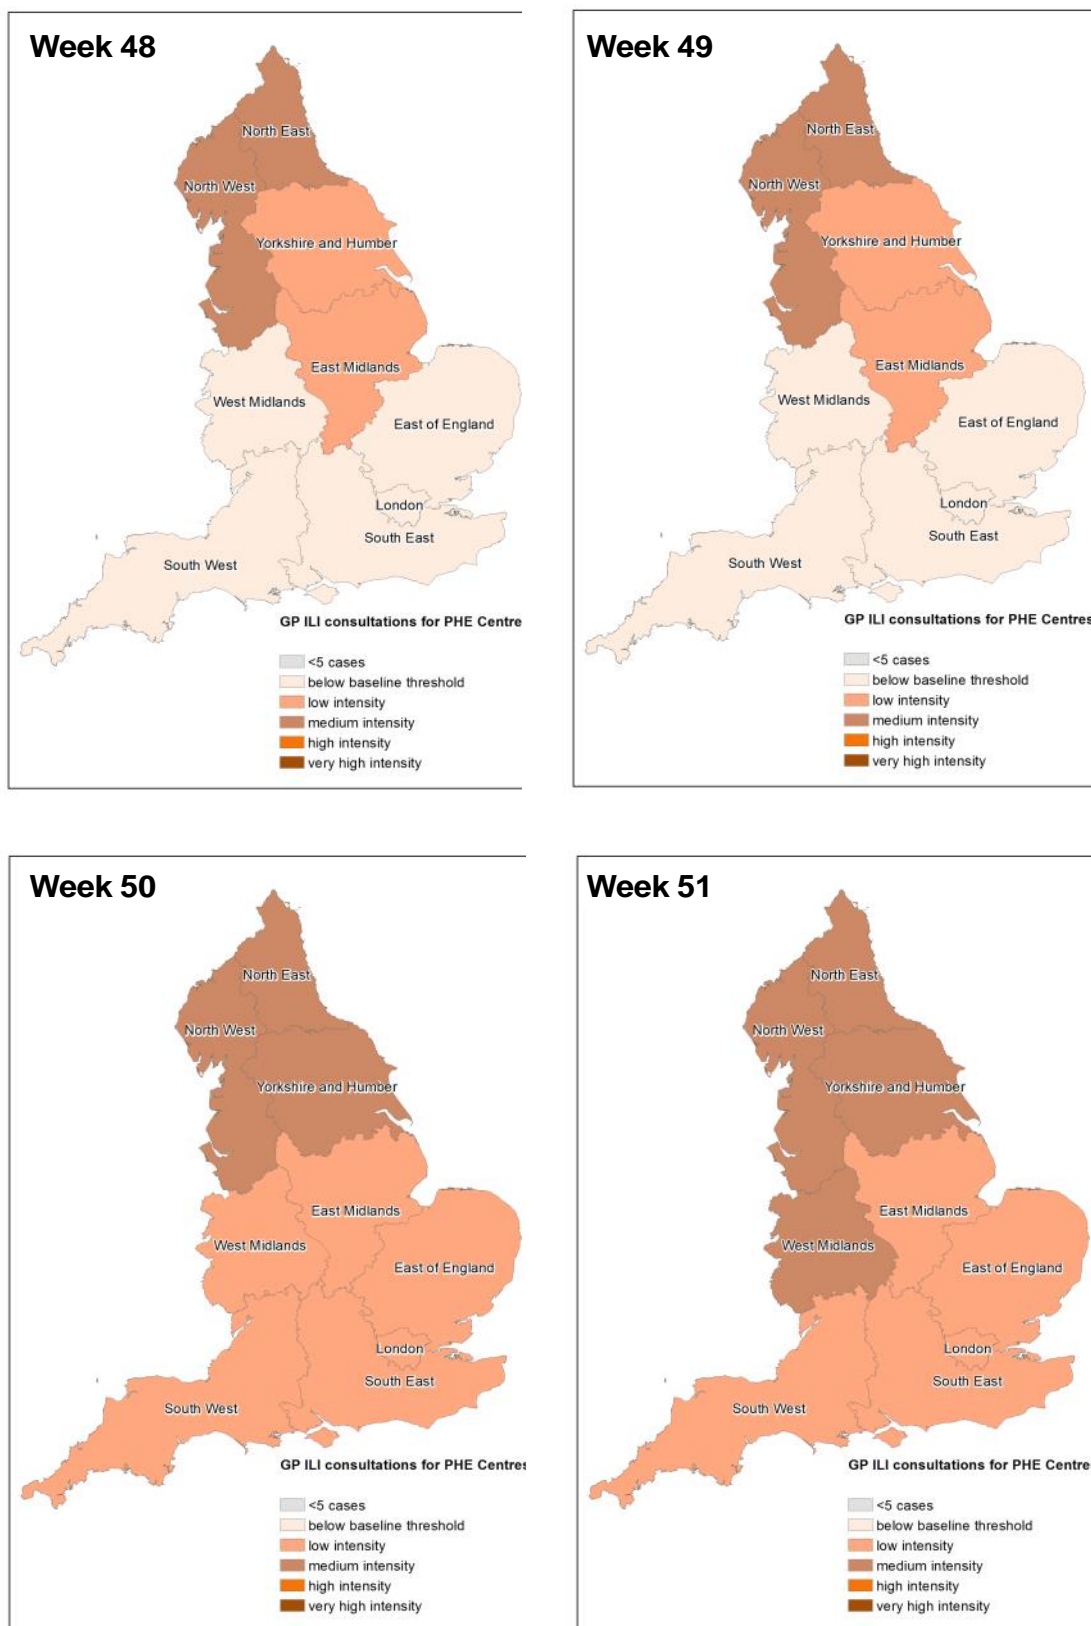 Week 48
North East
North West
Yorkshire and Humber
East Midlands
West Midlands
East of England
London
South East
South West
GP ILI consultations for PHE Centre
<5 cases
below baseline threshold
low intensity
medium intensity
high intensity
very high intensity
Week 49
North East
North West
Yorkshire and Humber
East Midlands
West Midlands
East of England
London
South East
South West
GP ILI consultations for PHE Centres
<5 cases
below baseline threshold
low intensity
medium intensity
high intensity
very high intensity
Week 50
North East
North West
Yorkshire and Humber
East Midlands
West Midlands
East of England
London
South East
South West
GP ILI consultations for PHE Centres
<5 cases
below baseline threshold
low intensity
medium intensity
high intensity
very high intensity
Week 51
North East
North West
Yorkshire and Humber
East Midlands
West Midlands
East of England
London
South East
South West
GP ILI consultations for PHE Centre
<5 cases
below baseline threshold
low intensity
medium intensity
high intensity
very high intensity